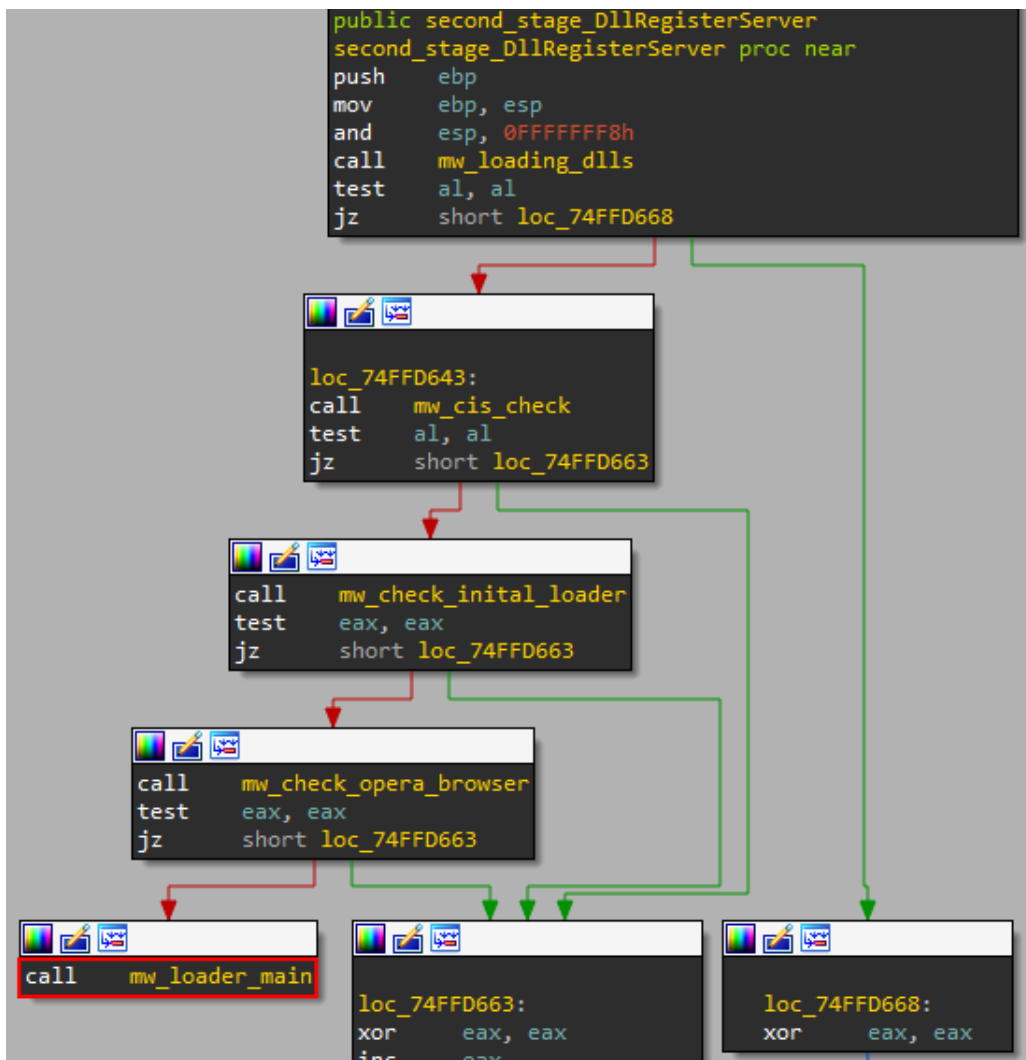 public second_stage_DllRegisterServer
second_stage_DllRegisterServer proc near
push ebp
mov ebp, esp
and esp, 0FFFFFFF8h
call mw_loading_dlls
test al, al
jz short loc_74FFD668
loc_74FFD643:
call mw_cis_check
test al, al
jz short loc_74FFD663
call mw_check_inital_loader
test eax, eax
jz short loc_74FFD663
call mw_check_opera_browser
test eax, eax
jz short loc_74FFD663
call mw_loader_main
loc_74FFD663:
xor eax, eax
inc eax
loc_74FFD668:
xor eax, eax